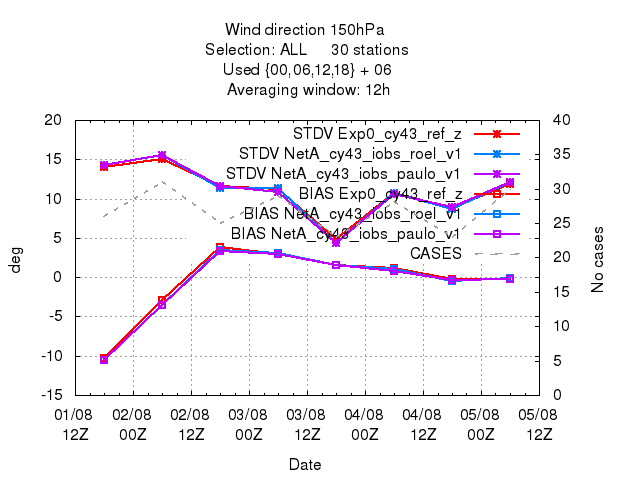 Wind direction 150hPa
Selection: ALL 30 stations
Used {00,06,12,18} + 06
Averaging window: 12h
20 40
STDV Exp0_cy43_ref_z
STDV NetA_cy43_iobs_roel_v1
35
15
STDV NetA_cy43_iobs_paulo_v1
BIAS Exp0_cy43_ref_z
30
10
BIAS NetA_cy43_iobs_roel_v1
25
BIAS NetA_cy43_iobs_paulo_v1
5
CASES
20
deg
No cases
0
15
-5
10
-10
5
-15 0
01/08 02/08 02/08 03/08 03/08 04/08 04/08 05/08 05/08
12Z 00Z 12Z 00Z 12Z 00Z 12Z 00Z 12Z
Date